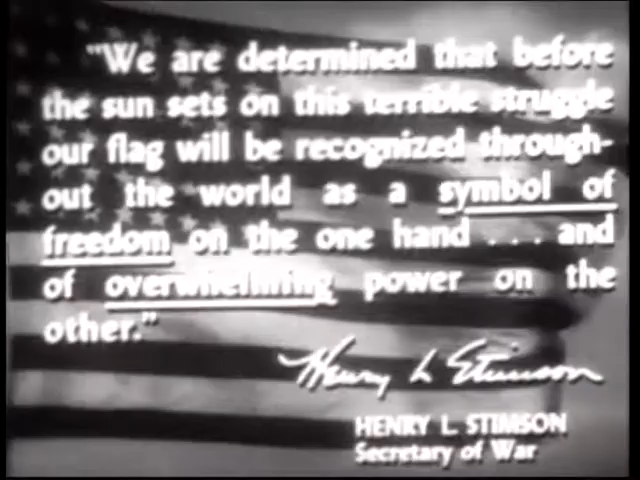 "We are determined that before
the sun sets on this terrible struggle
our flag will be recognized through-
out the world as a symbol of
freedom on the one hand . . . and
of overwhelming power on the
other."
Henry L Stimson
HENRY L. STIMSON
Secretary of War